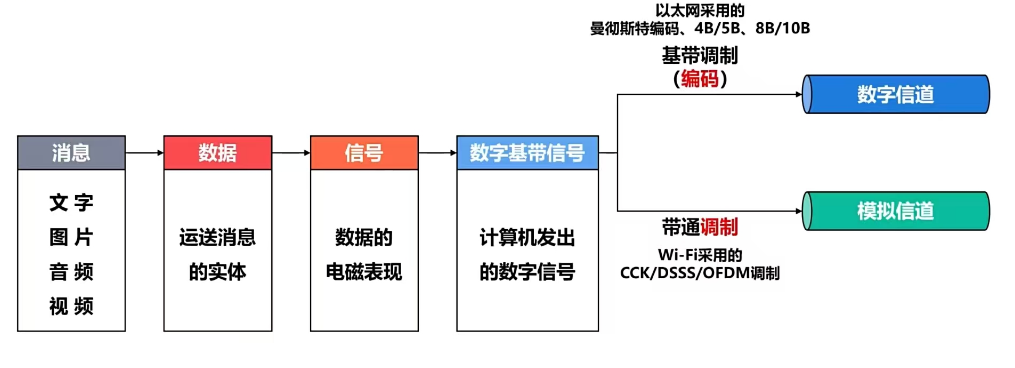 以太网采用的
曼彻斯特编码、4B/5B、8B/10B
基带调制
（编码）
数字信道
消息
数据
信号
数字基带信号
文 字
图 片
音 频
视 频
运送消息
的实体
数据的
电磁表现
计算机发出
的数字信号
模拟信道
带通调制
Wi-Fi采用的
CCK/DSSS/OFDM调制